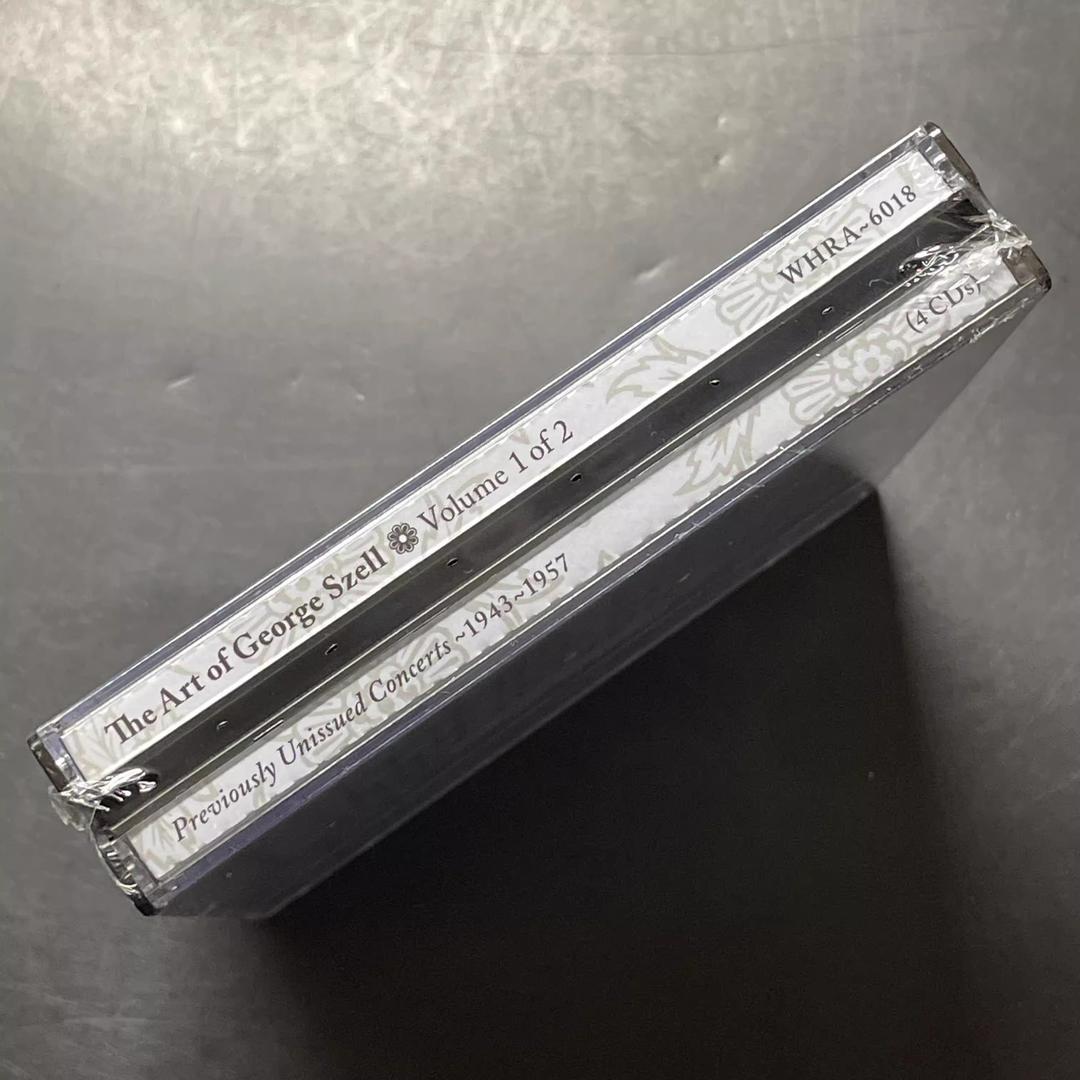 The Art of George Szell ❁ Volume 1 of 2 WHRA~6018
Previously Unissued Concerts ~1943~1957 (4 CDs)